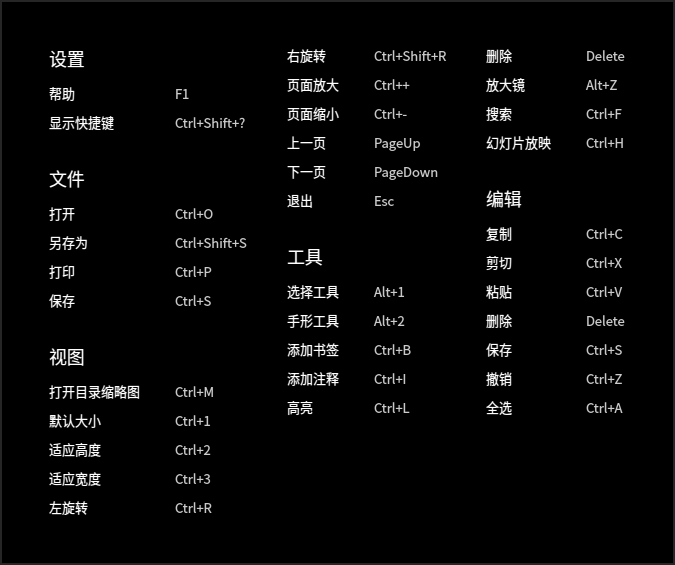 设置
帮助 F1
显示快捷键 Ctrl+Shift+?
文件
打开 Ctrl+O
另存为 Ctrl+Shift+S
打印 Ctrl+P
保存 Ctrl+S
视图
打开目录缩略图 Ctrl+M
默认大小 Ctrl+1
适应高度 Ctrl+2
适应宽度 Ctrl+3
左旋转 Ctrl+R
右旋转 Ctrl+Shift+R
页面放大 Ctrl++
页面缩小 Ctrl+-
上一页 PageUp
下一页 PageDown
退出 Esc
工具
选择工具 Alt+1
手形工具 Alt+2
添加书签 Ctrl+B
添加注释 Ctrl+I
高亮 Ctrl+L
删除 Delete
放大镜 Alt+Z
搜索 Ctrl+F
幻灯片放映 Ctrl+H
编辑
复制 Ctrl+C
剪切 Ctrl+X
粘贴 Ctrl+V
删除 Delete
保存 Ctrl+S
撤销 Ctrl+Z
全选 Ctrl+A